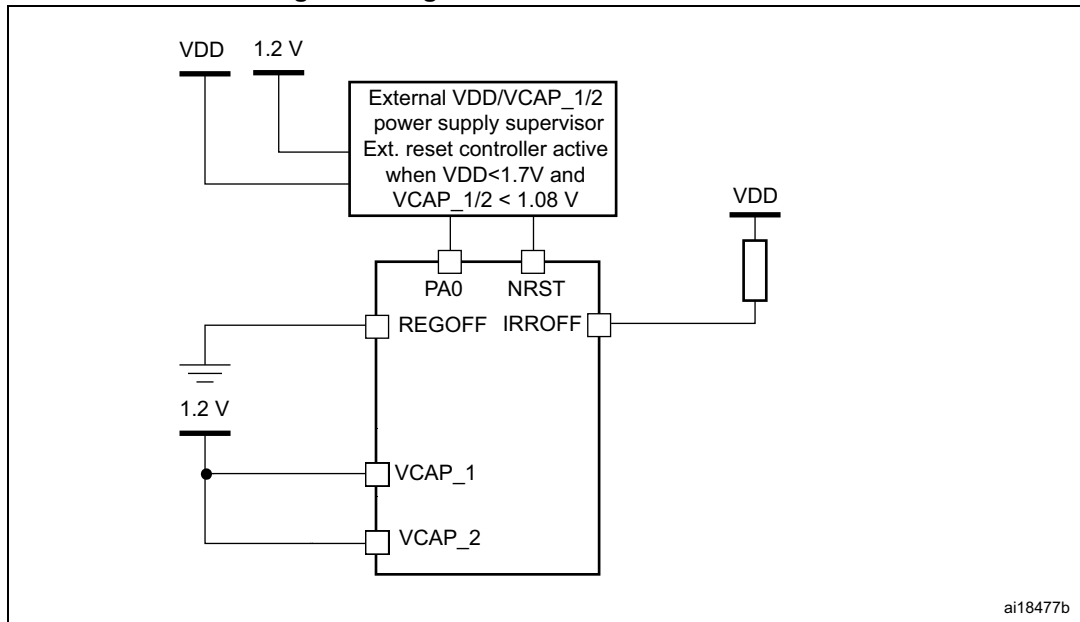 VDD
1.2 V
External VDD/VCAP_1/2
power supply supervisor
Ext. reset controller active
when VDD<1.7V and
VCAP_1/2 < 1.08 V
VDD
PA0
NRST
REGOFF
IRROFF
1.2 V
VCAP_1
VCAP_2
ai18477b